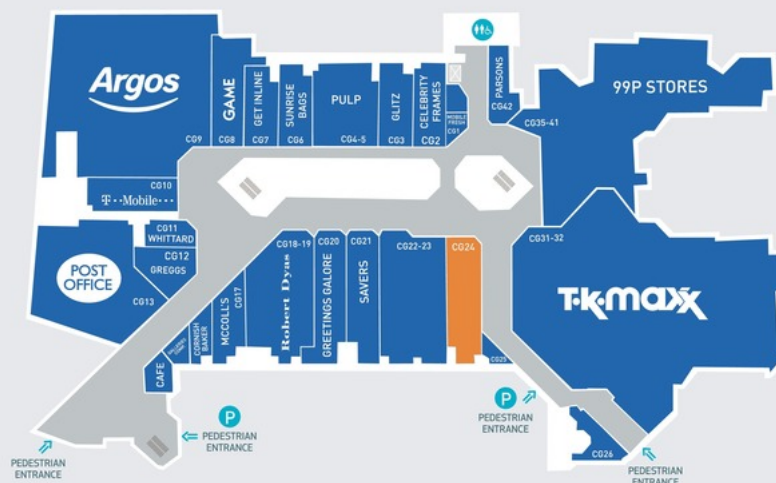 Argos
CG9
GAME
CG8
GET INLINE
CG7
SUNRISE
BAGS
CG6
PULP
CG4-5
GLITZ
CG3
CELEBRITY
FRAMES
CG2
MOBILE
FRESH
CG1
PARSONS
CG42
CG35-41
99P STORES
CG10
T··Mobile·
CG11
WHITTARD
CG12
GREGGS
POST
OFFICE
CG13
CAFE
CORNISH
BAKER
MCCOLL'S
CG17
CG18-19
Robert Dyas
CG20
GREETINGS GALORE
CG21
SAVERS
CG22-23
CG24
CG25
CG31-32
T·K·maxx
CG26
P
PEDESTRIAN
ENTRANCE
P
PEDESTRIAN
ENTRANCE
PEDESTRIAN
ENTRANCE
PEDESTRIAN
ENTRANCE